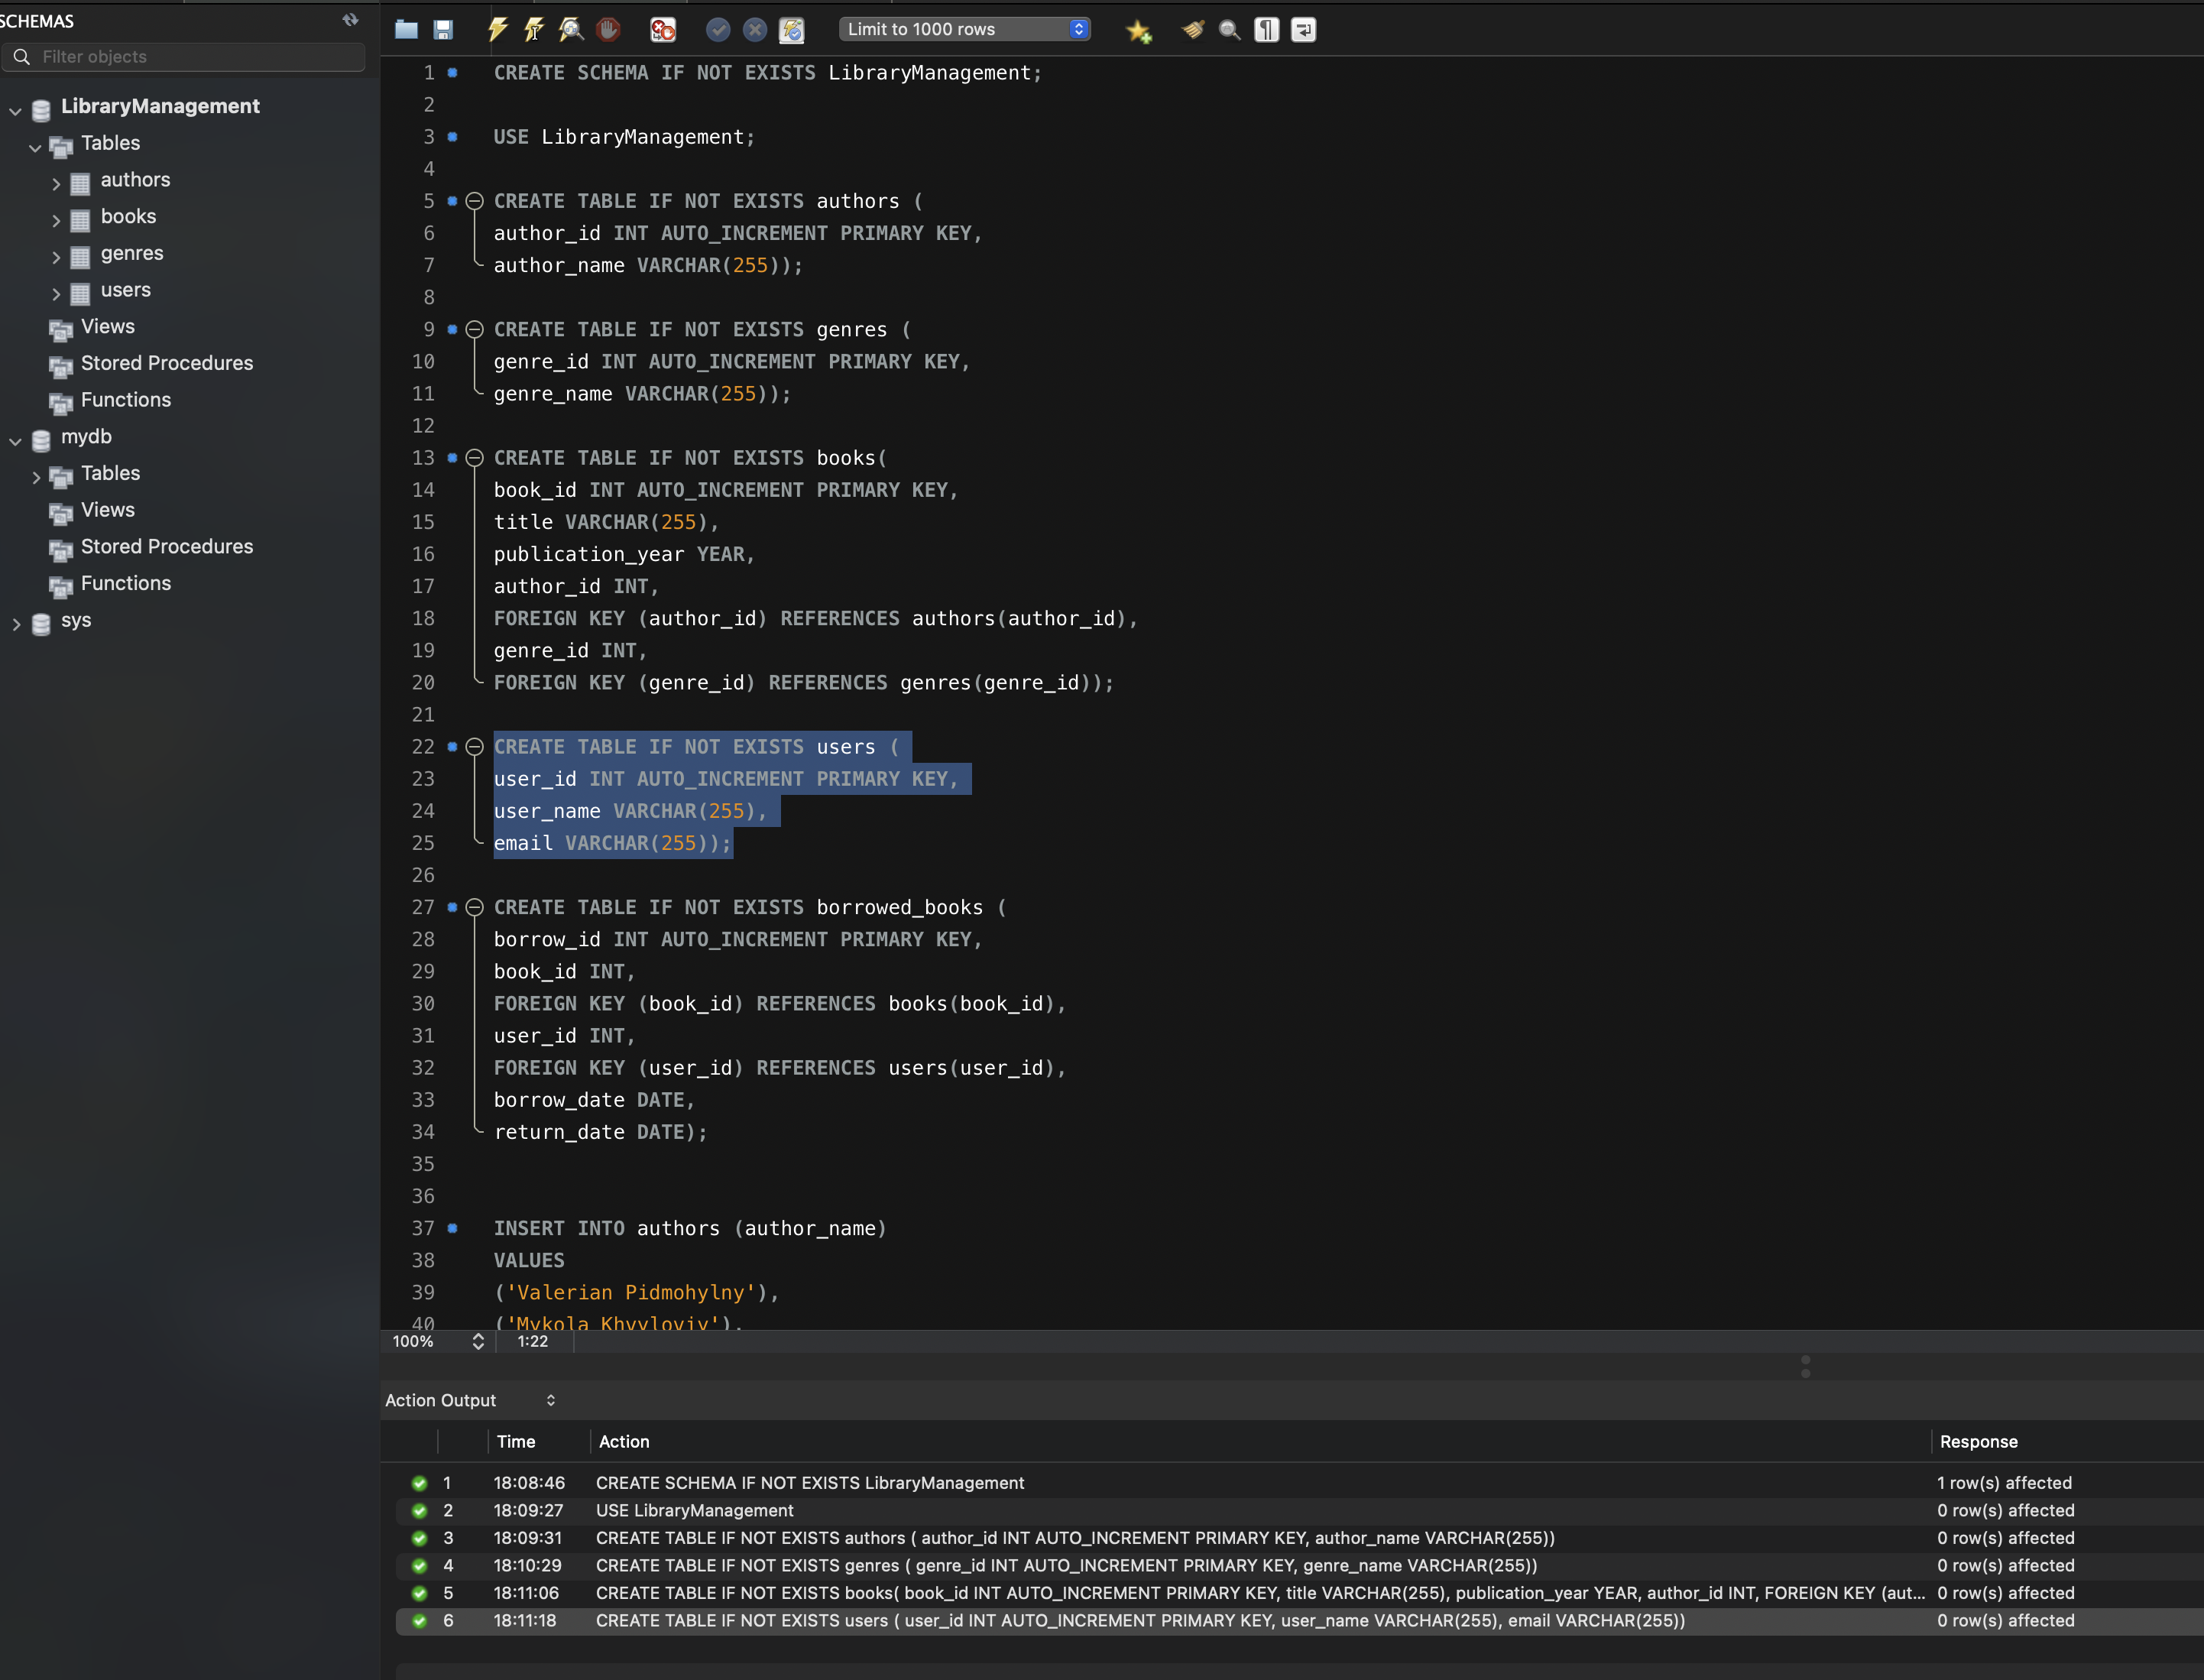 SCHEMAS
Filter objects
LibraryManagement
Tables
authors
books
genres
users
Views
Stored Procedures
Functions
mydb
Tables
Views
Stored Procedures
Functions
sys
Limit to 1000 rows
1 CREATE SCHEMA IF NOT EXISTS LibraryManagement;
2
3 USE LibraryManagement;
4
5 CREATE TABLE IF NOT EXISTS authors (
6 author_id INT AUTO_INCREMENT PRIMARY KEY,
7 author_name VARCHAR(255));
8
9 CREATE TABLE IF NOT EXISTS genres (
10 genre_id INT AUTO_INCREMENT PRIMARY KEY,
11 genre_name VARCHAR(255));
12
13 CREATE TABLE IF NOT EXISTS books(
14 book_id INT AUTO_INCREMENT PRIMARY KEY,
15 title VARCHAR(255),
16 publication_year YEAR,
17 author_id INT,
18 FOREIGN KEY (author_id) REFERENCES authors(author_id),
19 genre_id INT,
20 FOREIGN KEY (genre_id) REFERENCES genres(genre_id));
21
22 CREATE TABLE IF NOT EXISTS users (
23 user_id INT AUTO_INCREMENT PRIMARY KEY,
24 user_name VARCHAR(255),
25 email VARCHAR(255));
26
27 CREATE TABLE IF NOT EXISTS borrowed_books (
28 borrow_id INT AUTO_INCREMENT PRIMARY KEY,
29 book_id INT,
30 FOREIGN KEY (book_id) REFERENCES books(book_id),
31 user_id INT,
32 FOREIGN KEY (user_id) REFERENCES users(user_id),
33 borrow_date DATE,
34 return_date DATE);
35
36
37 INSERT INTO authors (author_name)
38 VALUES
39 ('Valerian Pidmohylny'),
40 ('Mykola Khvyloviy'),
100% 1:22
Action Output
Time Action Response
1 18:08:46 CREATE SCHEMA IF NOT EXISTS LibraryManagement 1 row(s) affected
2 18:09:27 USE LibraryManagement 0 row(s) affected
3 18:09:31 CREATE TABLE IF NOT EXISTS authors ( author_id INT AUTO_INCREMENT PRIMARY KEY, author_name VARCHAR(255)) 0 row(s) affected
4 18:10:29 CREATE TABLE IF NOT EXISTS genres ( genre_id INT AUTO_INCREMENT PRIMARY KEY, genre_name VARCHAR(255)) 0 row(s) affected
5 18:11:06 CREATE TABLE IF NOT EXISTS books( book_id INT AUTO_INCREMENT PRIMARY KEY, title VARCHAR(255), publication_year YEAR, author_id INT, FOREIGN KEY (aut... 0 row(s) affected
6 18:11:18 CREATE TABLE IF NOT EXISTS users ( user_id INT AUTO_INCREMENT PRIMARY KEY, user_name VARCHAR(255), email VARCHAR(255)) 0 row(s) affected